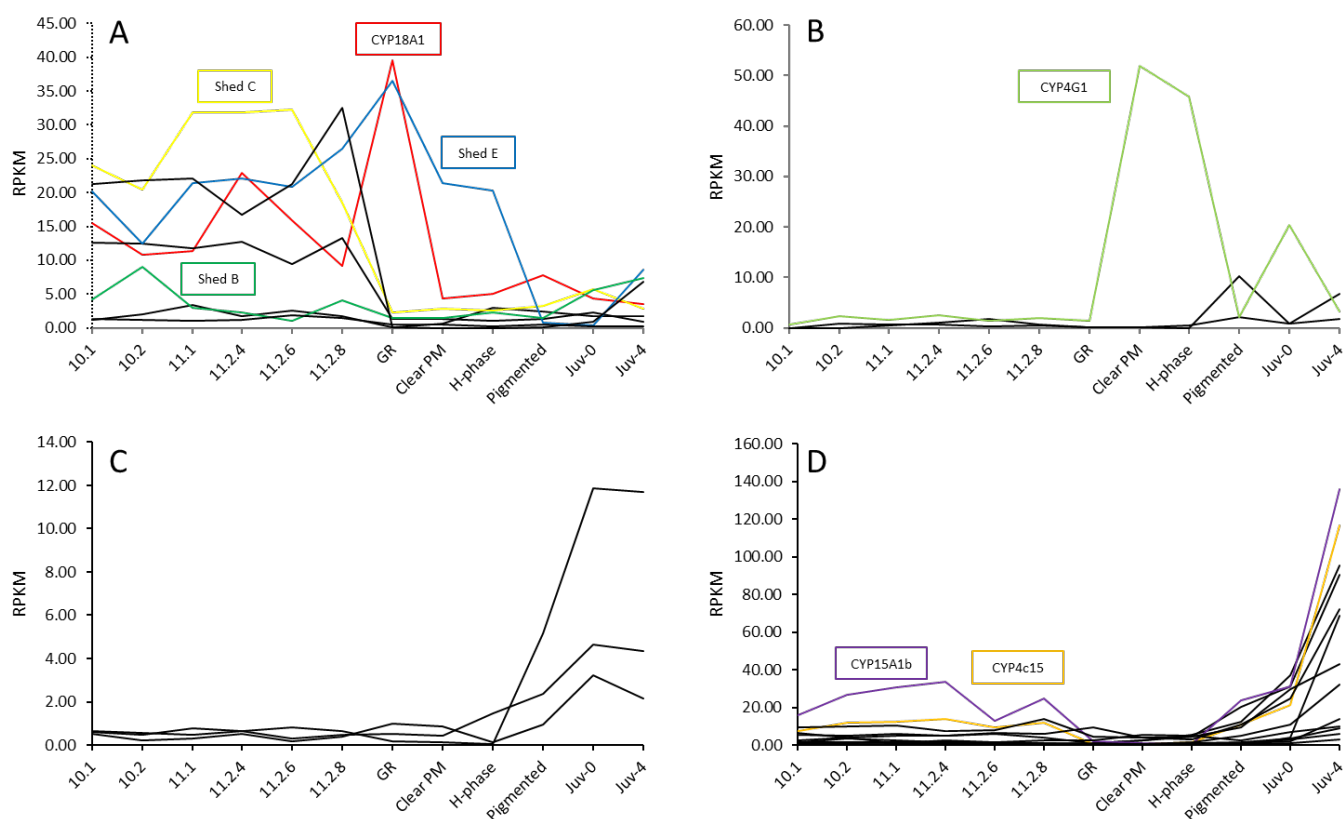 A
45.00
40.00
35.00
30.00
25.00
20.00
15.00
10.00
5.00
0.00
RPKM
CYP18A1
Shed C
Shed E
Shed B
10.1
10.2
11.1
11.2.4
11.2.6
11.2.8
GR
Clear PM
H-phase
Pigmented
Juv-0
Juv-4
B
60.00
50.00
40.00
30.00
20.00
10.00
0.00
RPKM
CYP4G1
10.1
10.2
11.1
11.2.4
11.2.6
11.2.8
GR
Clear PM
H-phase
Pigmented
Juv-0
Juv-4
C
14.00
12.00
10.00
8.00
6.00
4.00
2.00
0.00
RPKM
10.1
10.2
11.1
11.2.4
11.2.6
11.2.8
GR
Clear PM
H-phase
Pigmented
Juv-0
Juv-4
D
160.00
140.00
120.00
100.00
80.00
60.00
40.00
20.00
0.00
RPKM
CYP15A1b
CYP4c15
10.1
10.2
11.1
11.2.4
11.2.6
11.2.8
GR
Clear PM
H-phase
Pigmented
Juv-0
Juv-4